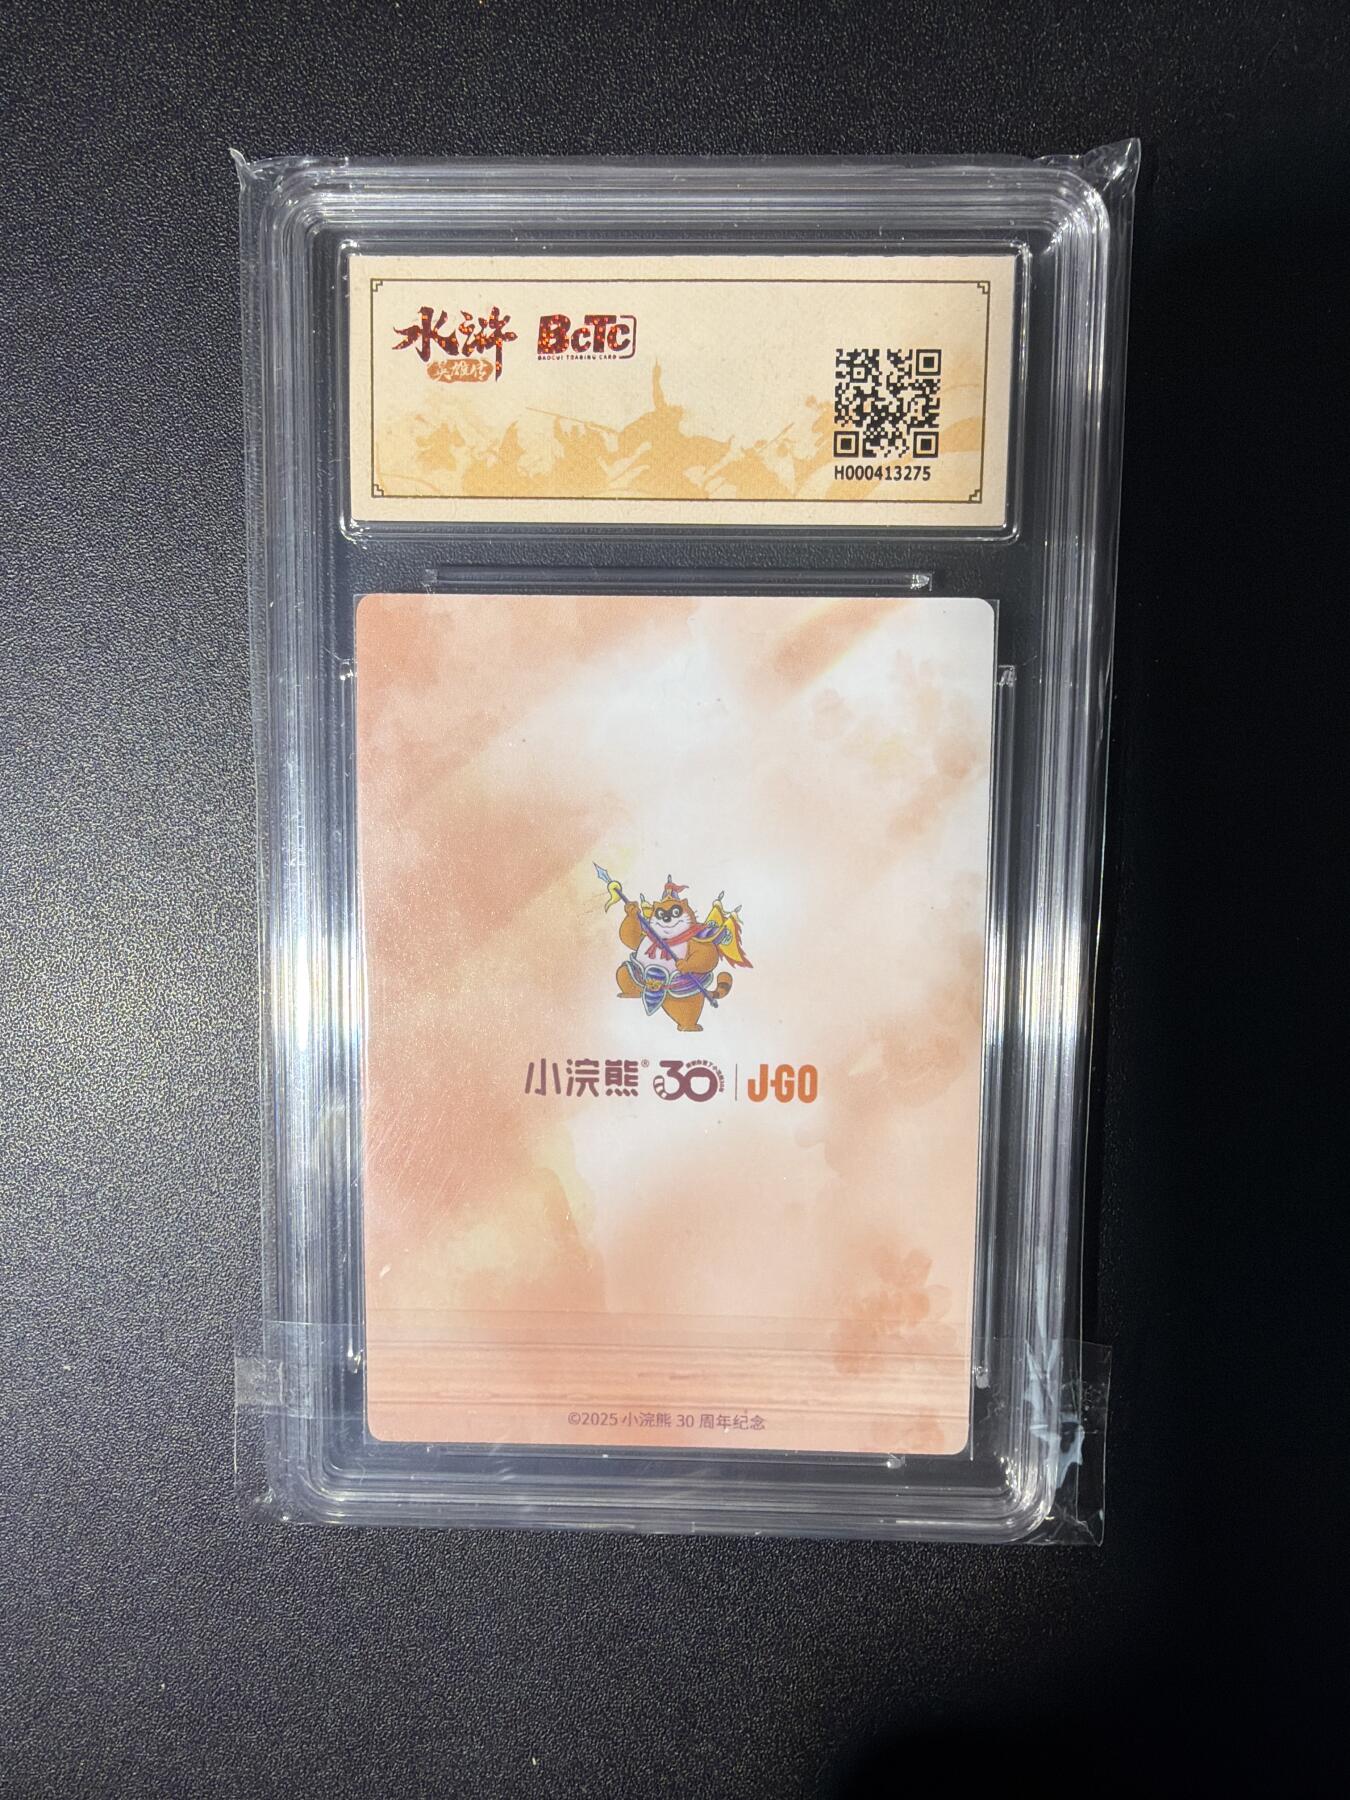 水浒 BCTC
英雄传 BAOCUI TRADING CARD
H000413275
小浣熊® 30 | J-GO
©2025 小浣熊 30 周年纪念